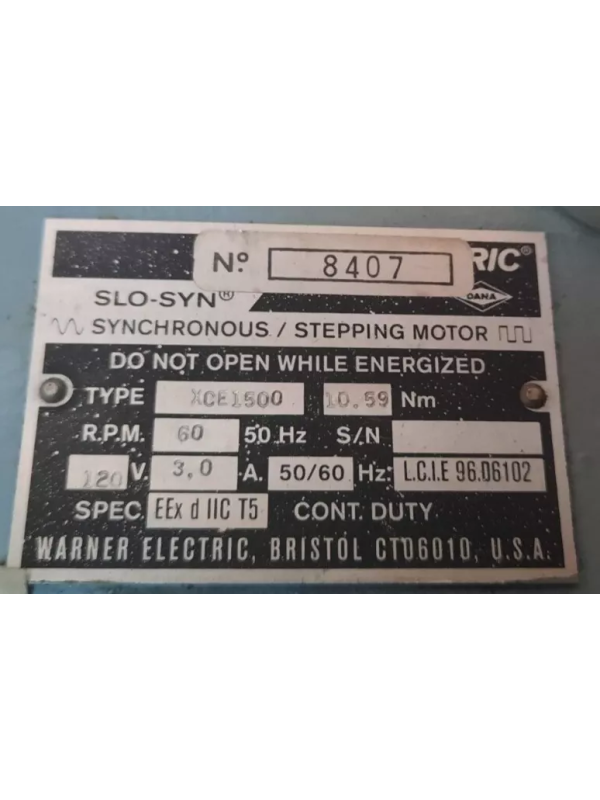 Nº 8407
RIC®
SLO-SYN® DANA
SYNCHRONOUS / STEPPING MOTOR
DO NOT OPEN WHILE ENERGIZED
TYPE XCE1500 10.59 Nm
R.P.M. 60 50 Hz S/N
120 V. 3,0 A. 50/60 Hz. L.C.I.E 96.D6102
SPEC. EEx d IIC T5 CONT. DUTY
WARNER ELECTRIC, BRISTOL CT06010, U.S.A.